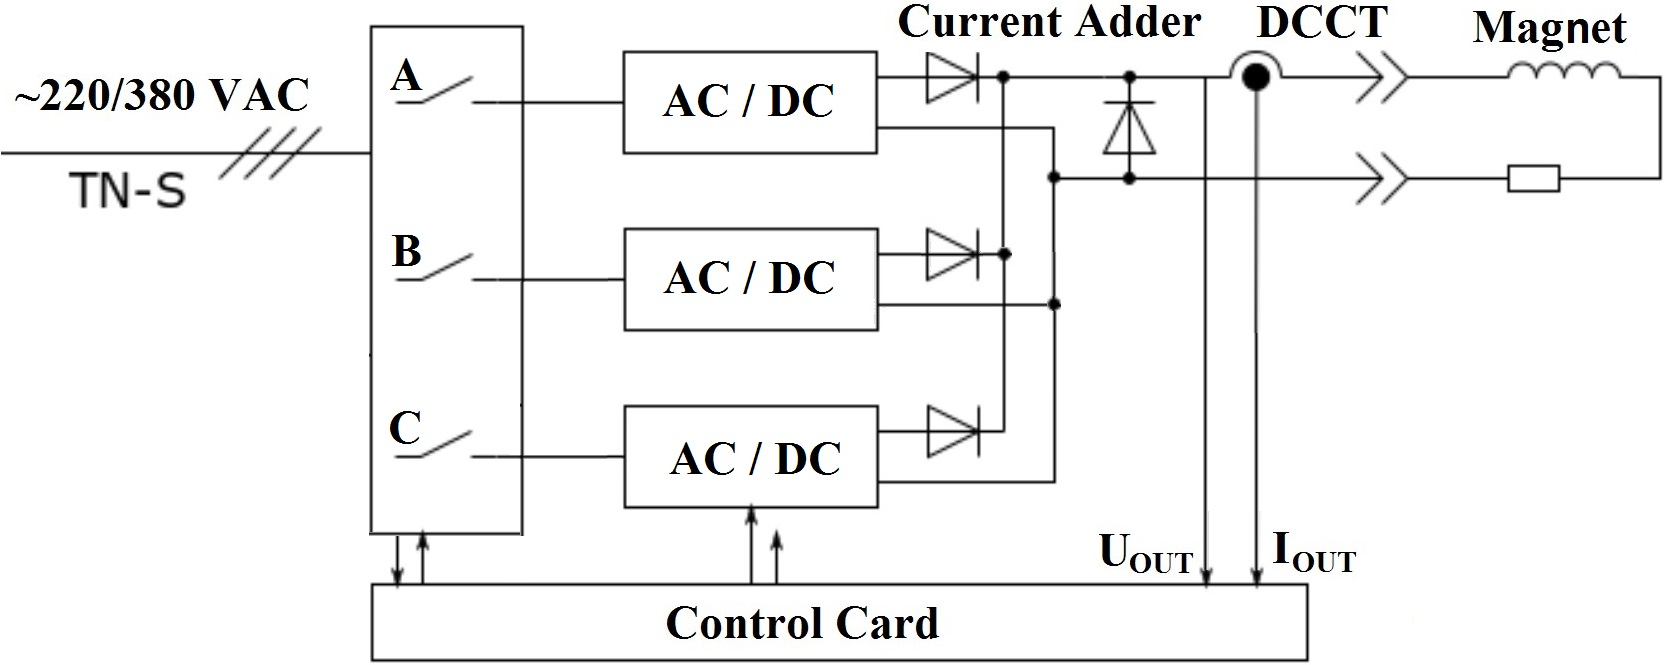 Current Adder
DCCT
Magnet
~220/380 VAC
TN-S
A
AC / DC
B
AC / DC
C
AC / DC
UOUT
IOUT
Control Card